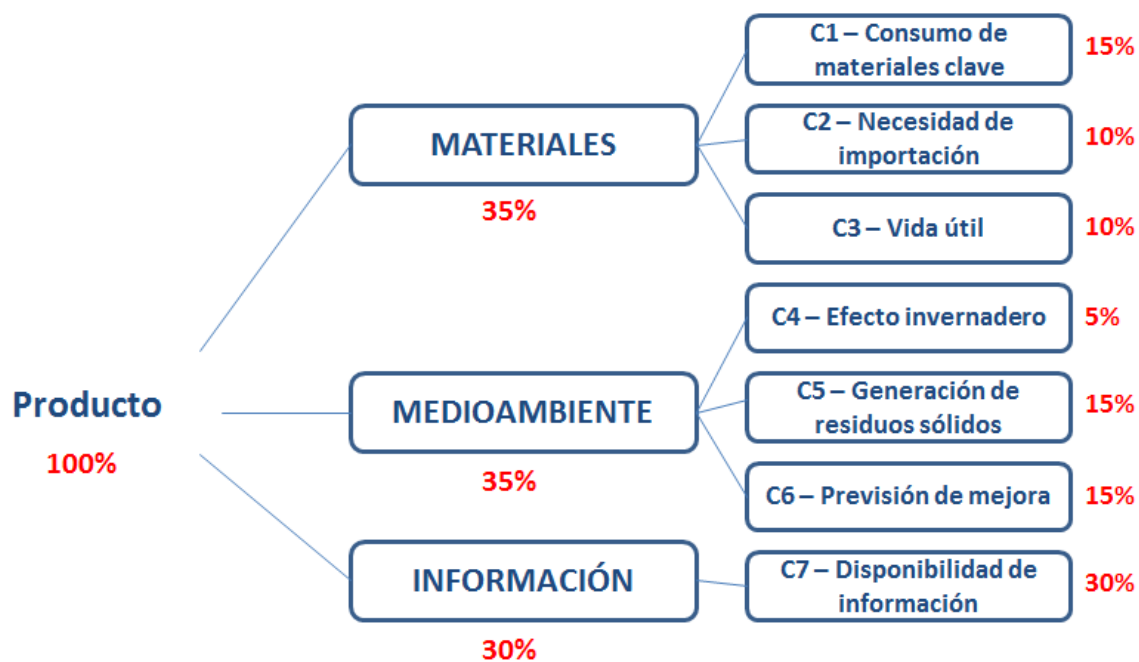 C1 – Consumo de
materiales clave
15%
MATERIALES
35%
C2 – Necesidad de
importación
10%
C3 – Vida útil
10%
Producto
100%
MEDIOAMBIENTE
35%
C4 – Efecto invernadero
5%
C5 – Generación de
residuos sólidos
15%
C6 – Previsión de mejora
15%
INFORMACIÓN
30%
C7 – Disponibilidad de
información
30%